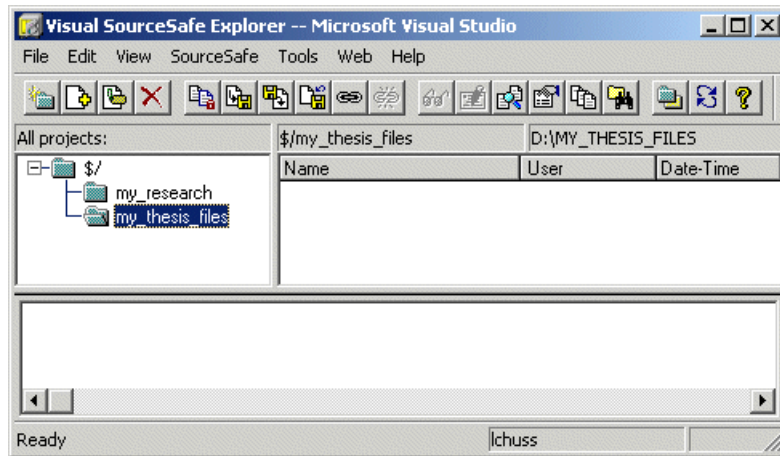 Visual SourceSafe Explorer -- Microsoft Visual Studio
File Edit View SourceSafe Tools Web Help
All projects: $/my_thesis_files D:\MY_THESIS_FILES
$/ Name User Date-Time
my_research
my_thesis_files
Ready lchuss